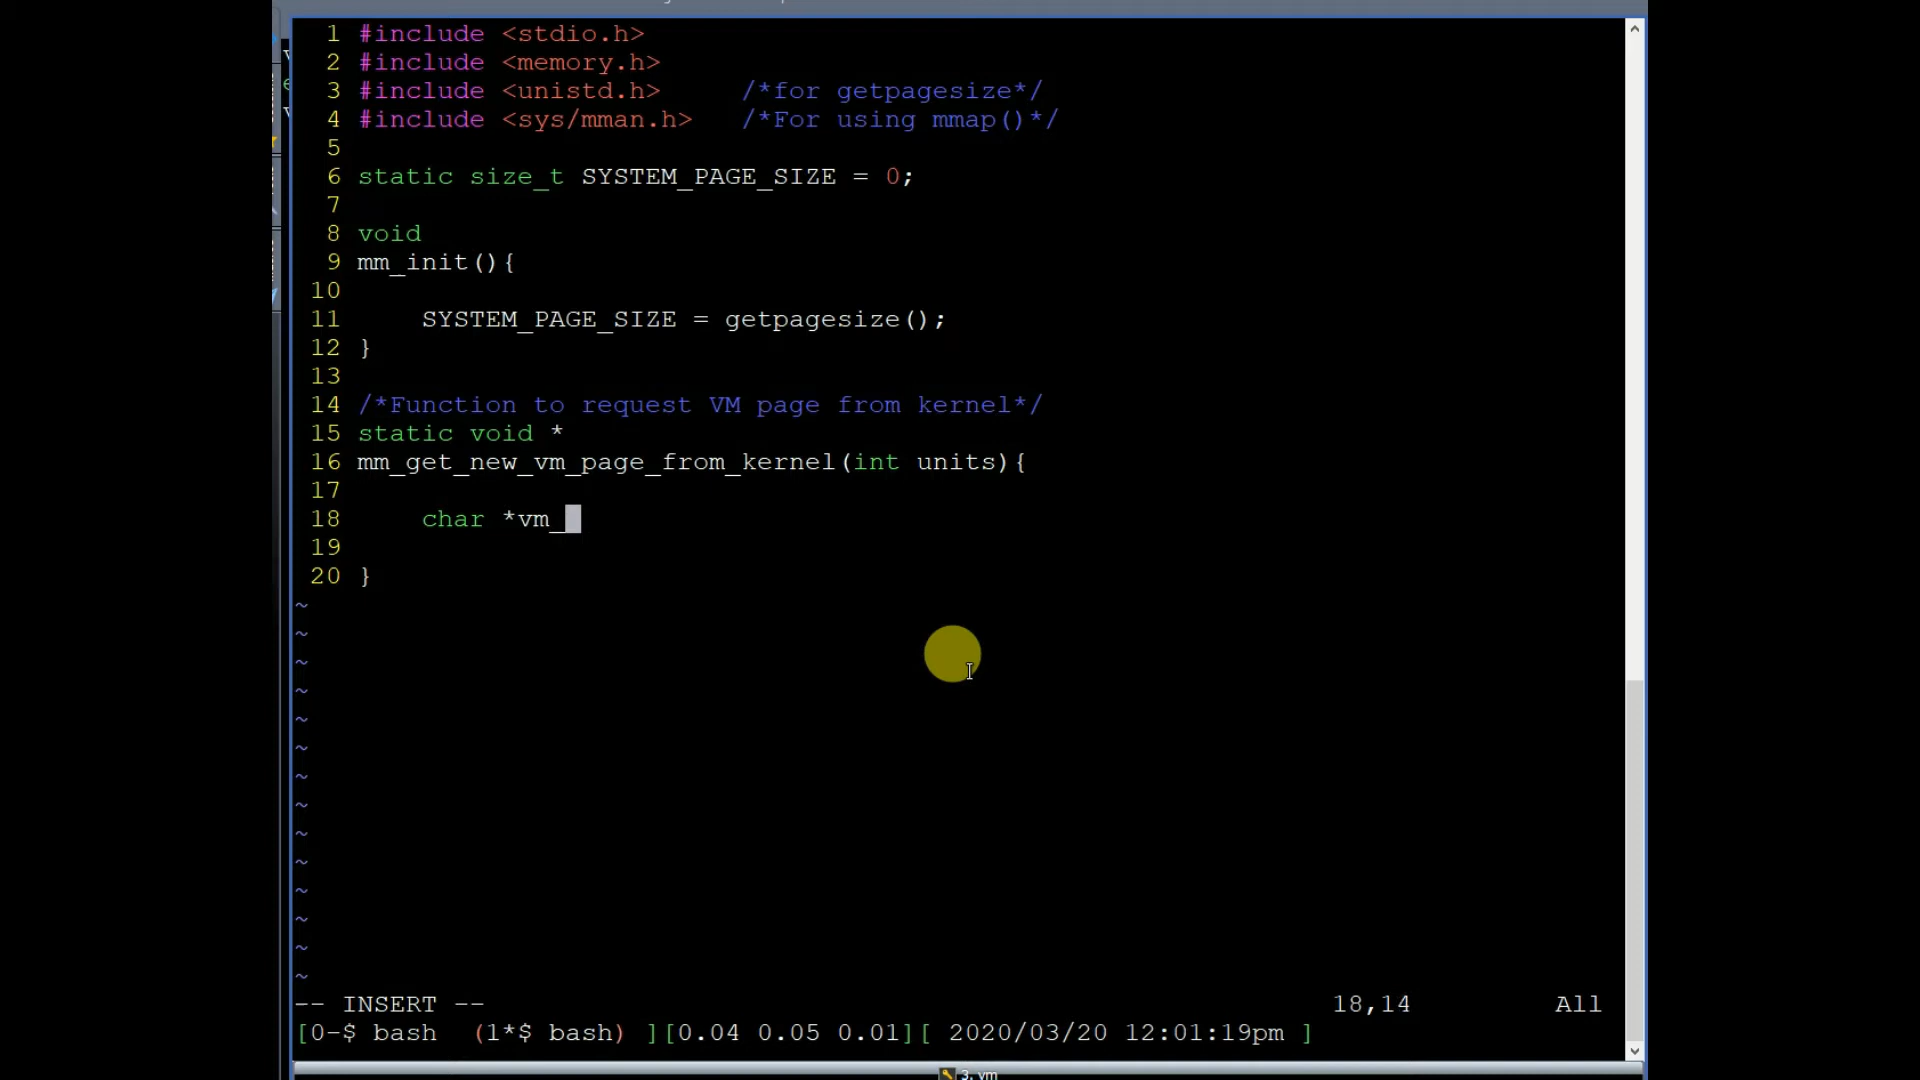 1 #include <stdio.h>
2 #include <memory.h>
3 #include <unistd.h>     /*for getpagesize*/
4 #include <sys/mman.h>   /*For using mmap()*/
5
6 static size_t SYSTEM_PAGE_SIZE = 0;
7
8 void
9 mm_init(){
10
11     SYSTEM_PAGE_SIZE = getpagesize();
12 }
13
14 /*Function to request VM page from kernel*/
15 static void *
16 mm_get_new_vm_page_from_kernel(int units){
17
18     char *vm_
19
20 }
~
~
~
~
~
~
~
~
~
~
~
~
~
~
-- INSERT --                    18,14          All
[0-$ bash  (1*$ bash) ][0.04 0.05 0.01][ 2020/03/20 12:01:19pm ]
3. vm